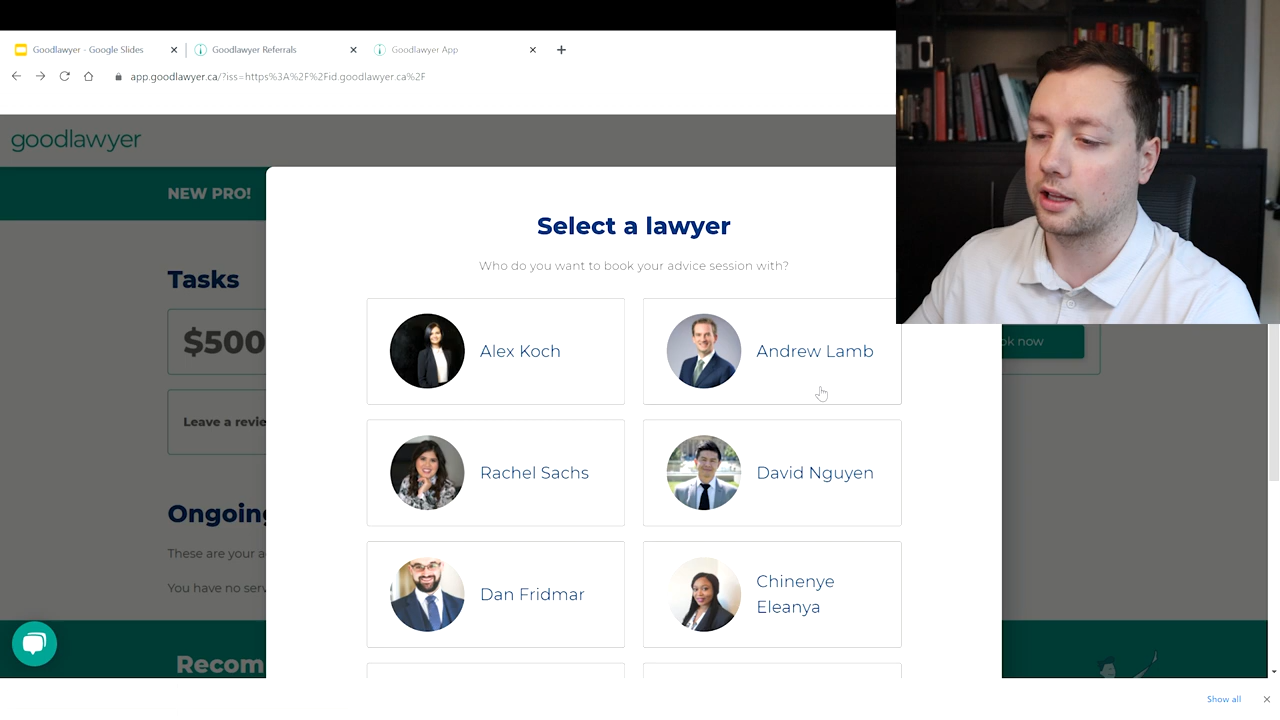 Goodlawyer - Google Slides
Goodlawyer Referrals
Goodlawyer App
app.goodlawyer.ca/?iss=https%3A%2F%2Fid.goodlawyer.ca%2F
goodlawyer
NEW PRO!
Select a lawyer
Who do you want to book your advice session with?
Tasks
$500
ok now
Leave a revie
Alex Koch
Andrew Lamb
Rachel Sachs
David Nguyen
Ongoing
These are your a
You have no serv
Dan Fridmar
Chinenye
Eleanya
Recom
Show all